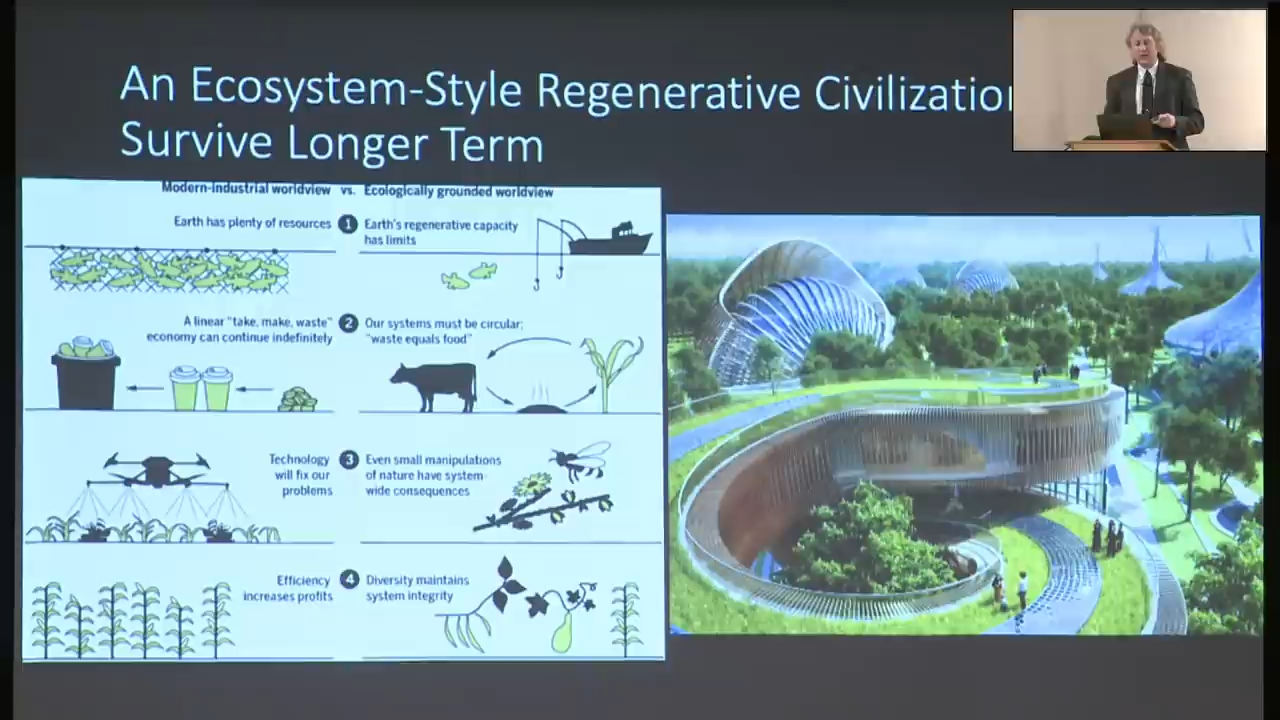 An Ecosystem-Style Regenerative Civilization
Survive Longer Term
Modern-industrial worldview vs. Ecologically grounded worldview
Earth has plenty of resources
1
Earth's regenerative capacity
has limits
A linear "take, make, waste"
economy can continue indefinitely
2
Our systems must be circular;
"waste equals food"
Technology
will fix our
problems
3
Even small manipulations
of nature have system-
wide consequences
Efficiency
increases profits
4
Diversity maintains
system integrity